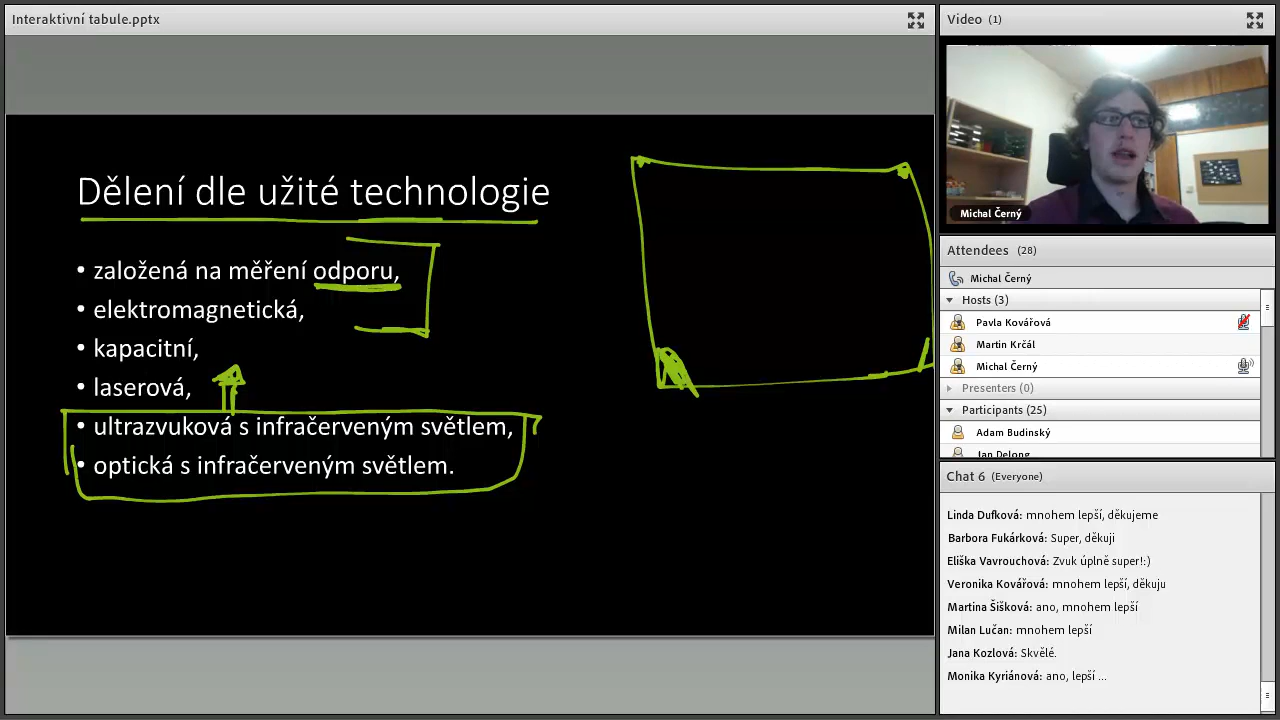 Interaktivní tabule.pptx
Dělení dle užité technologie
• založená na měření odporu,
• elektromagnetická,
• kapacitní,
• laserová,
• ultrazvuková s infračerveným světlem,
• optická s infračerveným světlem.
Video (1)
Michal Černý
Attendees (28)
Michal Černý
Hosts (3)
Pavla Kovářová
Martin Krčál
Michal Černý
Presenters (0)
Participants (25)
Adam Budinský
Jan Delong
Chat 6 (Everyone)
Linda Dufková: mnohem lepší, děkujeme
Barbora Fukárková: Super, děkuji
Eliška Vavrouchová: Zvuk úplně super!:)
Veronika Kovářová: mnohem lepší, děkuju
Martina Šišková: ano, mnohem lepší
Milan Lučan: mnohem lepší
Jana Kozlová: Skvělé.
Monika Kyriánová: ano, lepší ...